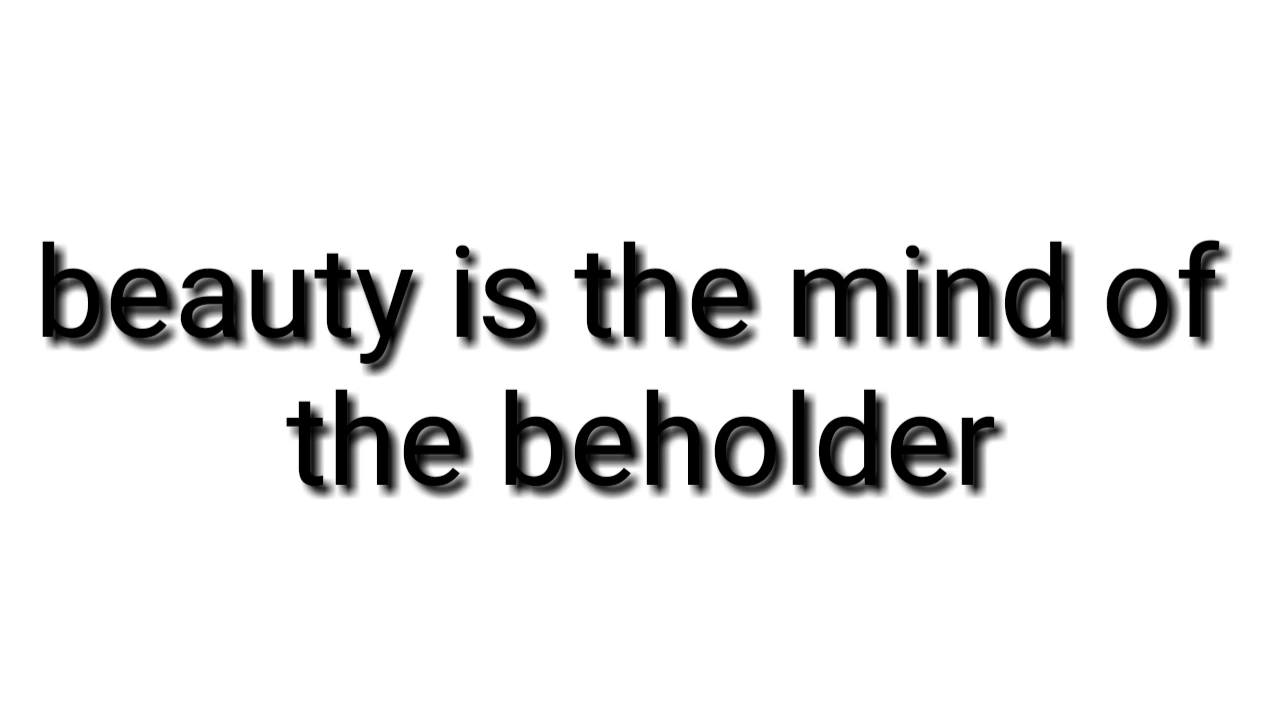 beauty is the mind of
the beholder